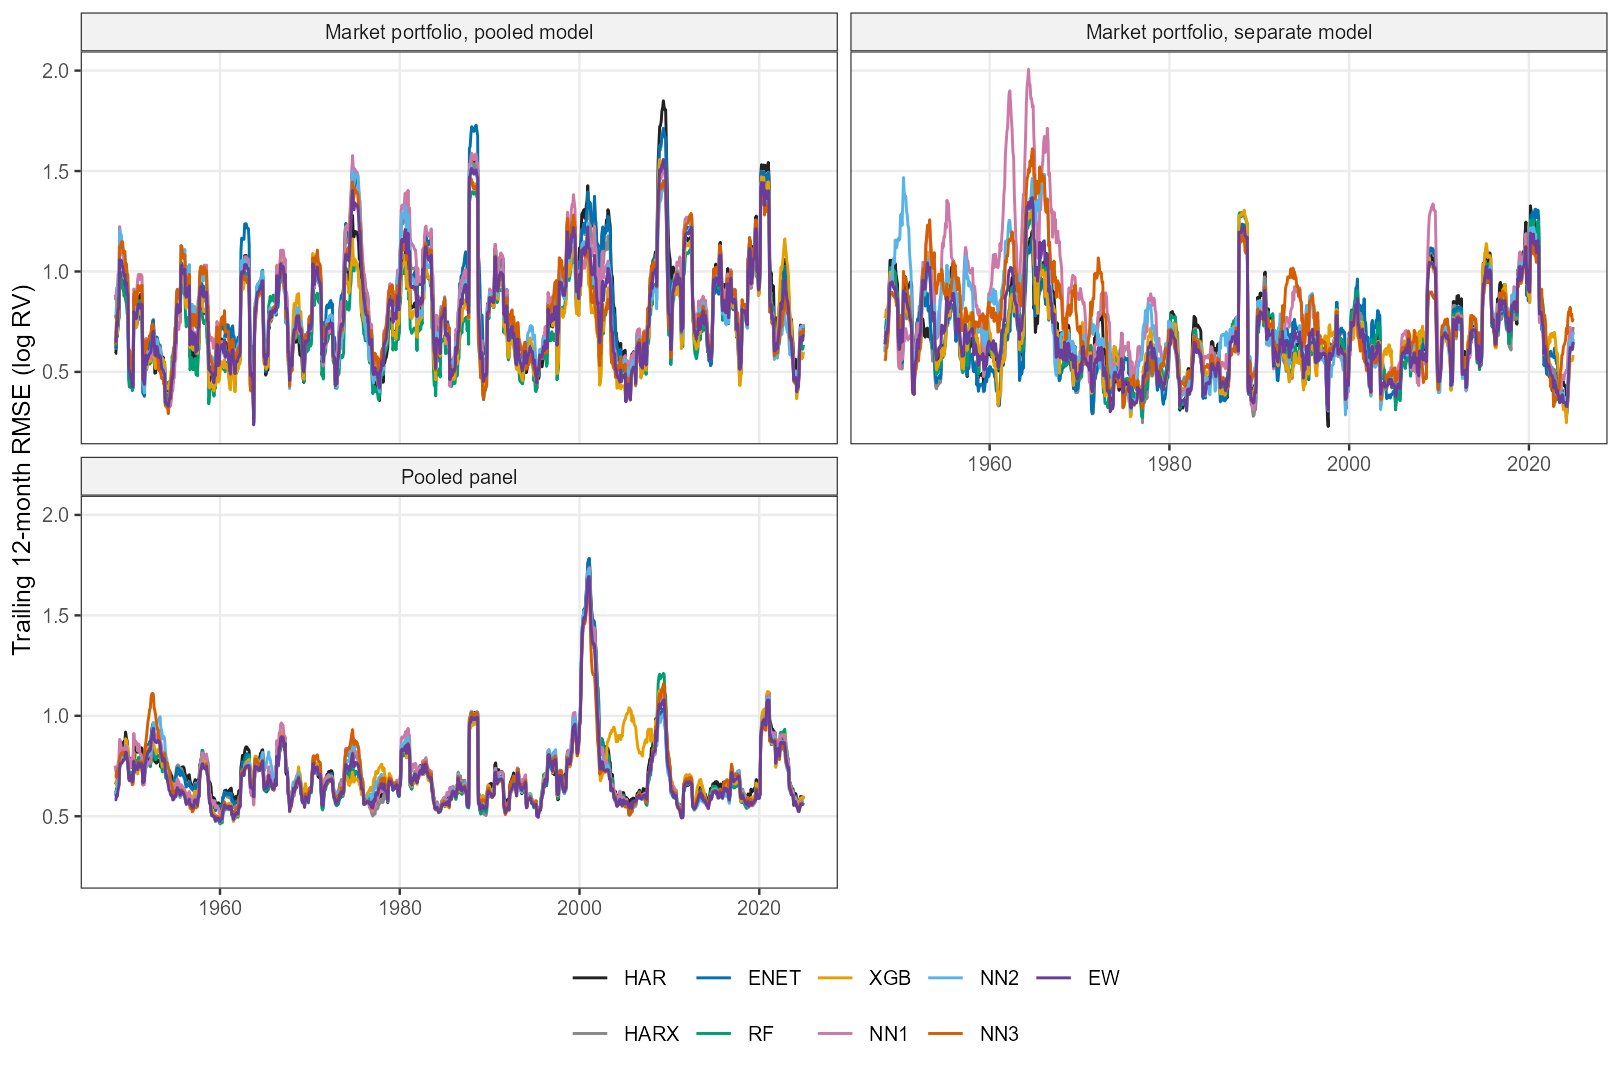 Market portfolio, pooled model
Market portfolio, separate model
2.0
1.5
1.0
0.5
1960 1980 2000 2020
Pooled panel
2.0
1.5
1.0
0.5
1960 1980 2000 2020
Trailing 12-month RMSE (log RV)
HAR ENET XGB NN2 EW
HARX RF NN1 NN3